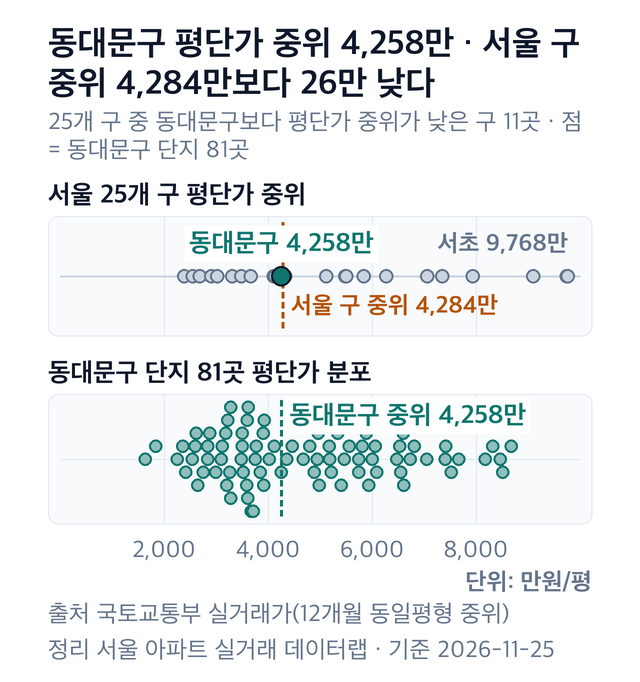 동대문구 평단가 중위 4,258만 · 서울 구
중위 4,284만보다 26만 낮다
25개 구 중 동대문구보다 평단가 중위가 낮은 구 11곳 · 점
= 동대문구 단지 81곳
서울 25개 구 평단가 중위
동대문구 4,258만
서초 9,768만
서울 구 중위 4,284만
동대문구 단지 81곳 평단가 분포
동대문구 중위 4,258만
2,000 4,000 6,000 8,000
단위: 만원/평
출처 국토교통부 실거래가(12개월 동일평형 중위)
정리 서울 아파트 실거래 데이터랩 · 기준 2026-11-25